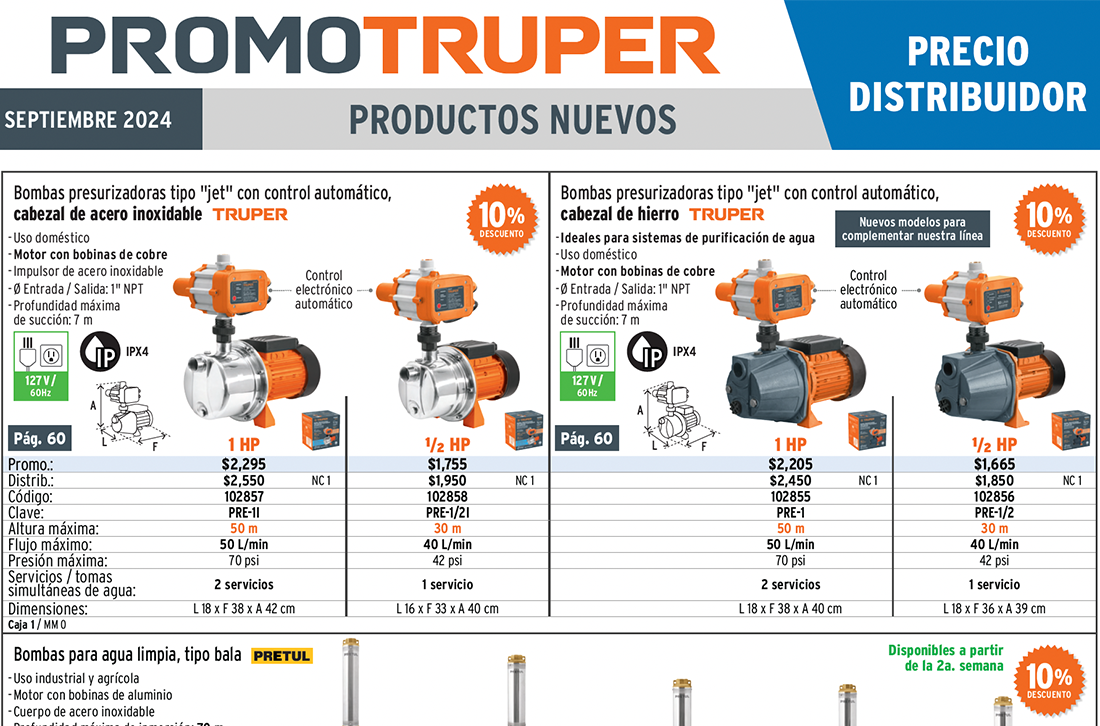 PROMOTRUPER
PRECIO
DISTRIBUIDOR
SEPTIEMBRE 2024
PRODUCTOS NUEVOS
Bombas presurizadoras tipo "jet" con control automático,
cabezal de acero inoxidable TRUPER
10%
DESCUENTO
- Uso doméstico
- Motor con bobinas de cobre
- Impulsor de acero inoxidable
- Ø Entrada / Salida: 1" NPT
- Profundidad máxima
de succión: 7 m
Control
electrónico
automático
127 V /
60Hz
IP
IPX4
A
L
F
Pág. 60
1 HP
1/2 HP
Bombas presurizadoras tipo "jet" con control automático,
cabezal de hierro TRUPER
Nuevos modelos para
complementar nuestra línea
10%
DESCUENTO
- Ideales para sistemas de purificación de agua
- Uso doméstico
- Motor con bobinas de cobre
- Ø Entrada / Salida: 1" NPT
- Profundidad máxima
de succión: 7 m
Control
electrónico
automático
127 V /
60Hz
IP
IPX4
A
L
F
Pág. 60
1 HP
1/2 HP
Promo.: $2,295 $1,755 $2,205 $1,665
Distrib.: $2,550 NC 1 $1,950 NC 1 $2,450 NC 1 $1,850 NC 1
Código: 102857 102858 102855 102856
Clave: PRE-1I PRE-1/2I PRE-1 PRE-1/2
Altura máxima: 50 m 30 m 50 m 30 m
Flujo máximo: 50 L/min 40 L/min 50 L/min 40 L/min
Presión máxima: 70 psi 42 psi 70 psi 42 psi
Servicios / tomas
simultáneas de agua: 2 servicios 1 servicio 2 servicios 1 servicio
Dimensiones: L 18 x F 38 x A 42 cm L 16 x F 33 x A 40 cm L 18 x F 38 x A 40 cm L 18 x F 36 x A 39 cm
Caja 1 / MM 0
Bombas para agua limpia, tipo bala PRETUL
- Uso industrial y agrícola
- Motor con bobinas de aluminio
- Cuerpo de acero inoxidable
- Profundidad máxima de inmersión: 70 m
Disponibles a partir
de la 2a. semana
10%
DESCUENTO